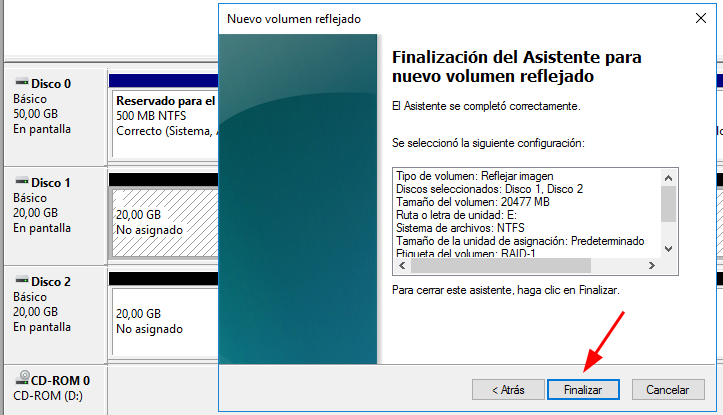 Nuevo volumen reflejado
Finalización del Asistente para
nuevo volumen reflejado
El Asistente se completó correctamente.
Se seleccionó la siguiente configuración:
Tipo de volumen: Reflejar imagen
Discos seleccionados: Disco 1, Disco 2
Tamaño del volumen: 20477 MB
Ruta o letra de unidad: E:
Sistema de archivos: NTFS
Tamaño de la unidad de asignación: Predeterminado
Etiqueta del volumen: RAID-1
Para cerrar este asistente, haga clic en Finalizar.
< Atrás
Finalizar
Cancelar
Disco 0
Básico
50,00 GB
En pantalla
Reservado para el
500 MB NTFS
Correcto (Sistema,
Disco 1
Básico
20,00 GB
En pantalla
20,00 GB
No asignado
Disco 2
Básico
20,00 GB
En pantalla
20,00 GB
No asignado
CD-ROM 0
CD-ROM (D:)